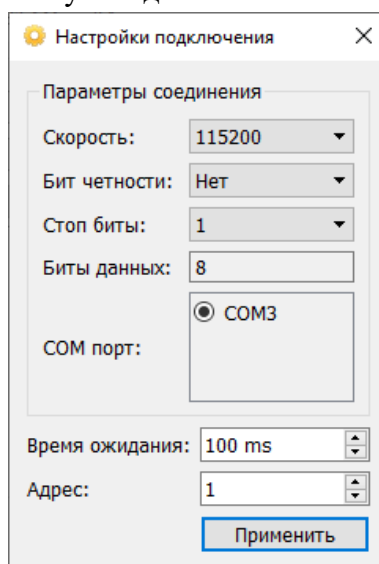 Настройки подключения
Параметры соединения
Скорость: 115200
Бит четности: Нет
Стоп биты: 1
Биты данных: 8
COM3
COM порт:
Время ожидания: 100 ms
Адрес: 1
Применить